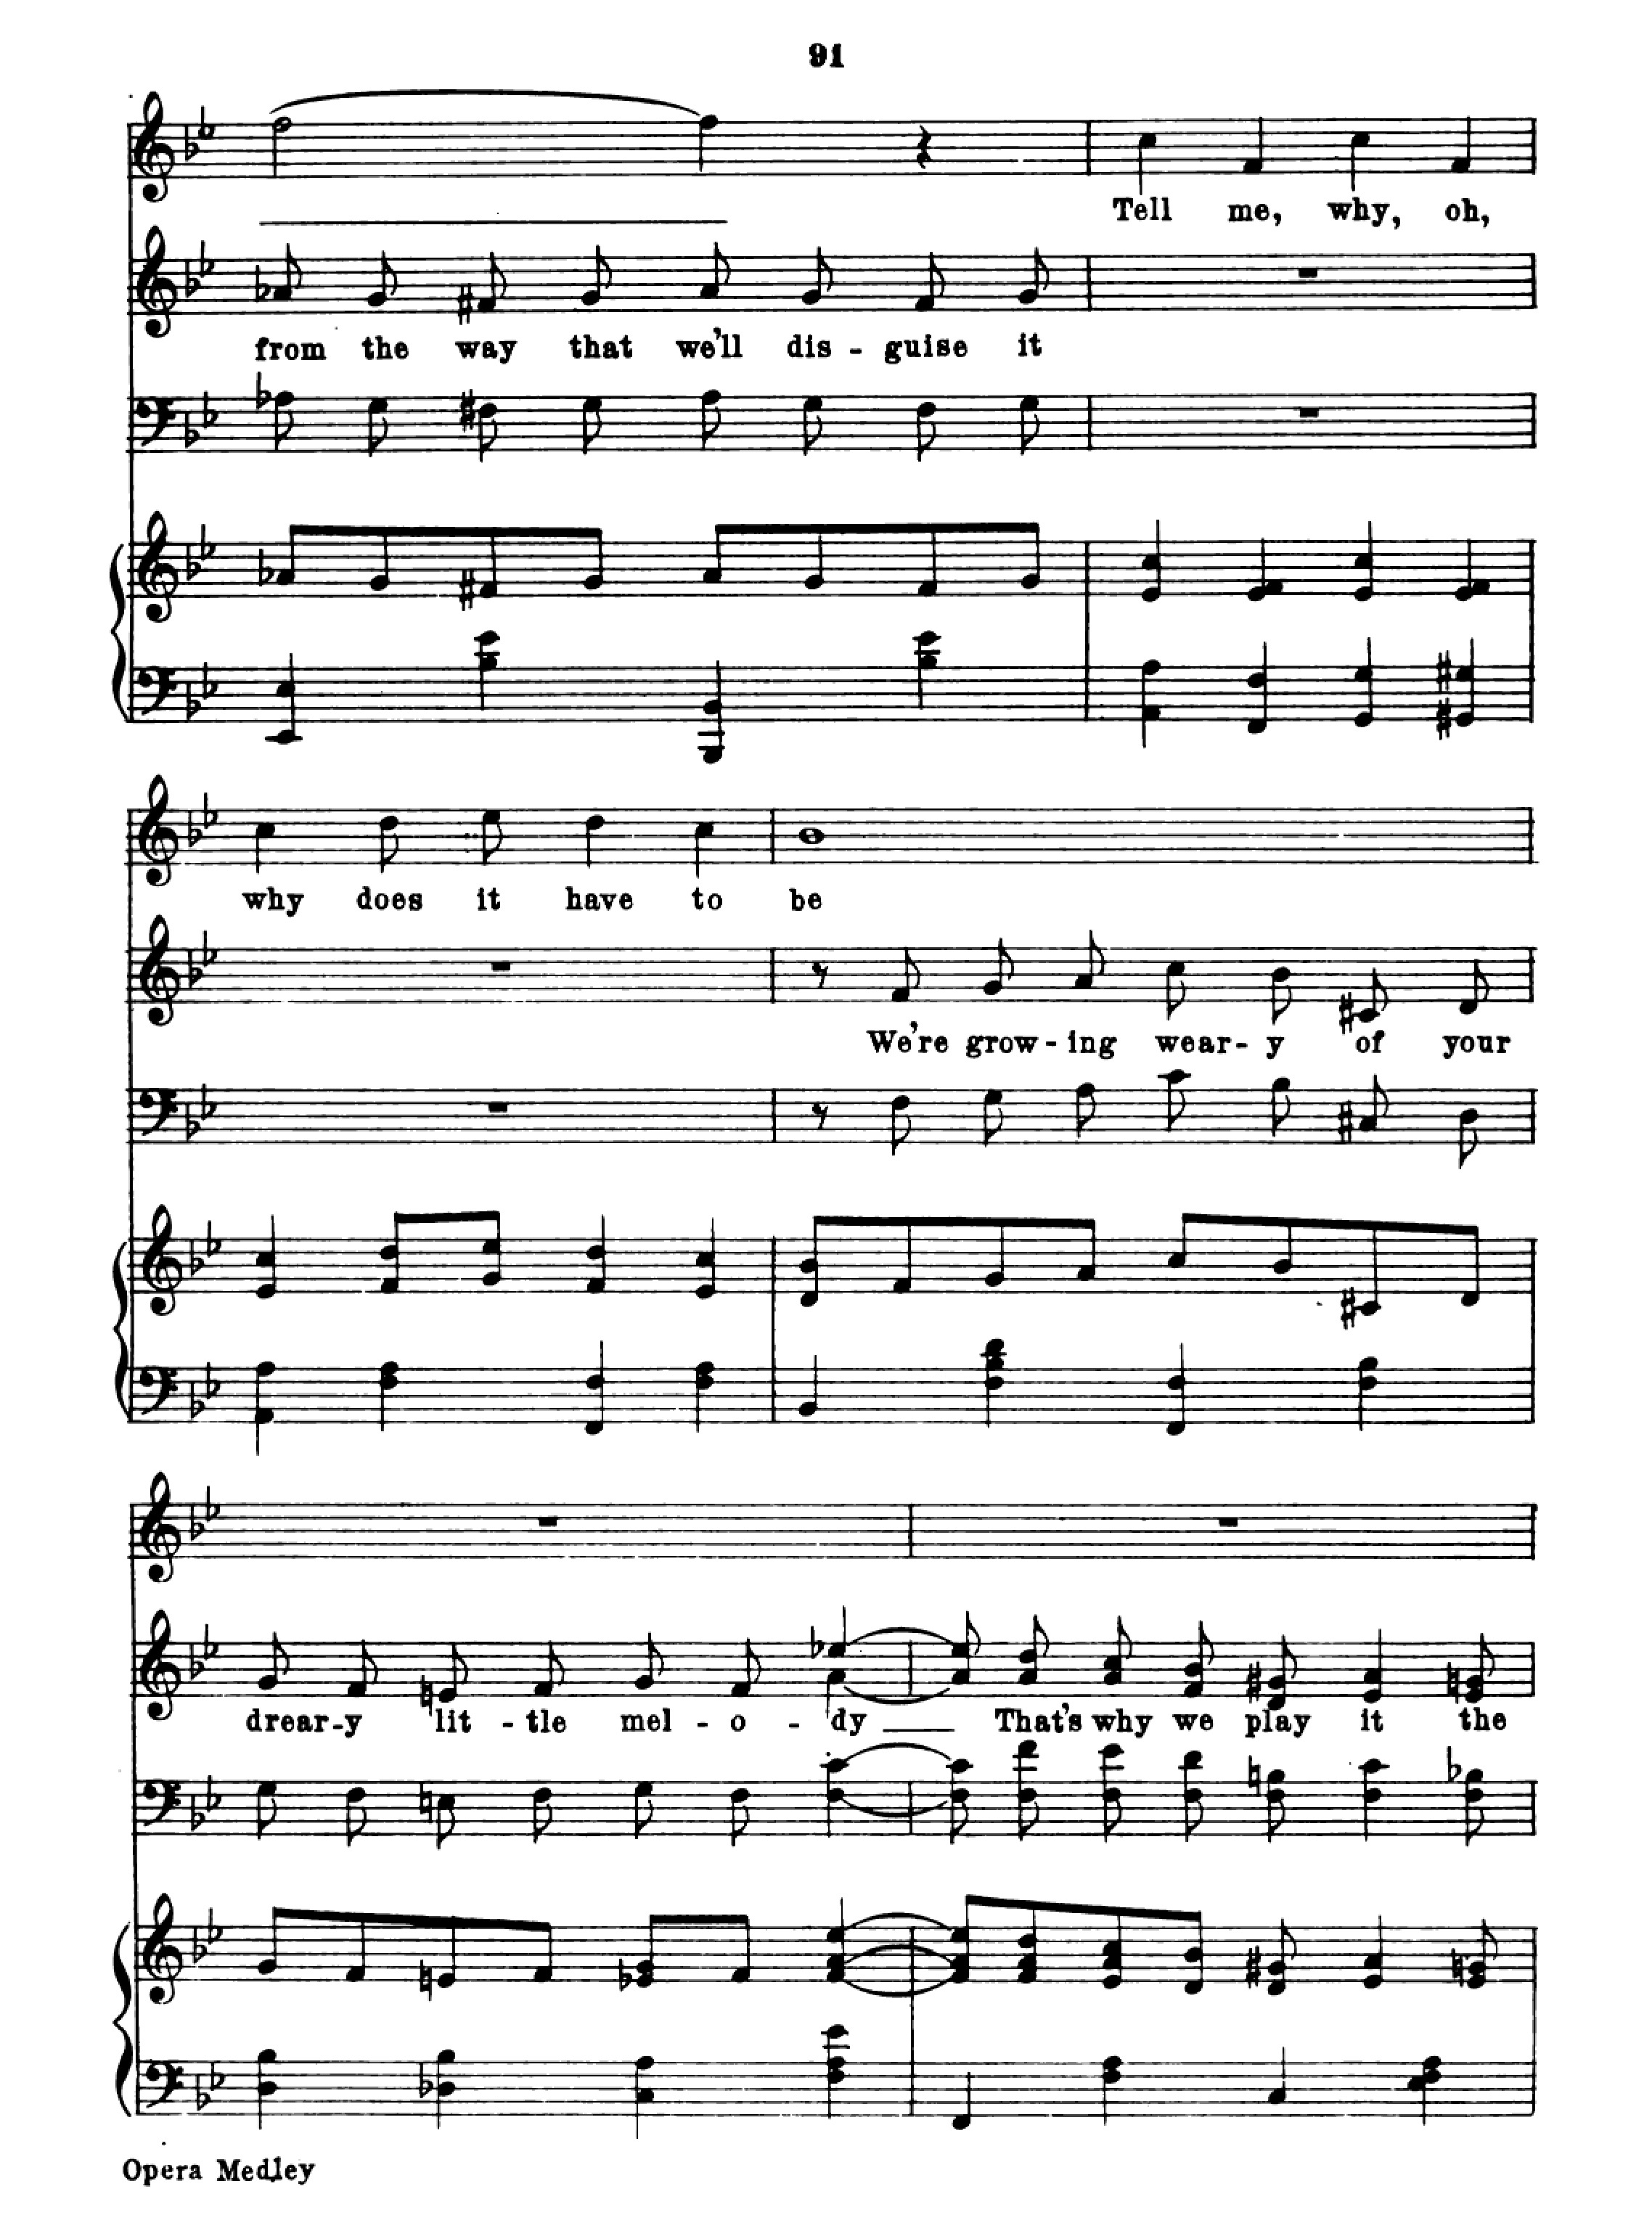 91
Tell me, why, oh,
from the way that we'll dis - guise it
why does it have to be
We're grow - ing wear - y of your
drear - y lit - tle mel - o - dy That's why we play it the
Opera Medley